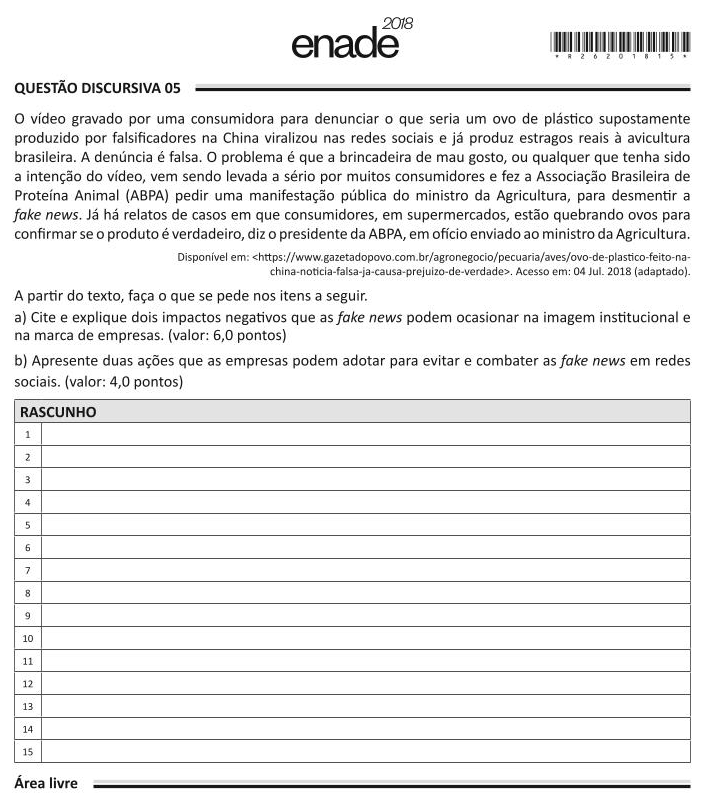 enade 2018
* R 2 6 2 0 1 8 1 5 *
QUESTÃO DISCURSIVA 05
O vídeo gravado por uma consumidora para denunciar o que seria um ovo de plástico supostamente
produzido por falsificadores na China viralizou nas redes sociais e já produz estragos reais à avicultura
brasileira. A denúncia é falsa. O problema é que a brincadeira de mau gosto, ou qualquer que tenha sido
a intenção do vídeo, vem sendo levada a sério por muitos consumidores e fez a Associação Brasileira de
Proteína Animal (ABPA) pedir uma manifestação pública do ministro da Agricultura, para desmentir a
fake news. Já há relatos de casos em que consumidores, em supermercados, estão quebrando ovos para
confirmar se o produto é verdadeiro, diz o presidente da ABPA, em ofício enviado ao ministro da Agricultura.
Disponível em: <https://www.gazetadopovo.com.br/agronegocio/pecuaria/aves/ovo-de-plastico-feito-na-
china-noticia-falsa-ja-causa-prejuizo-de-verdade>. Acesso em: 04 Jul. 2018 (adaptado).
A partir do texto, faça o que se pede nos itens a seguir.
a) Cite e explique dois impactos negativos que as fake news podem ocasionar na imagem institucional e
na marca de empresas. (valor: 6,0 pontos)
b) Apresente duas ações que as empresas podem adotar para evitar e combater as fake news em redes
sociais. (valor: 4,0 pontos)
RASCUNHO
1
2
3
4
5
6
7
8
9
10
11
12
13
14
15
Área livre